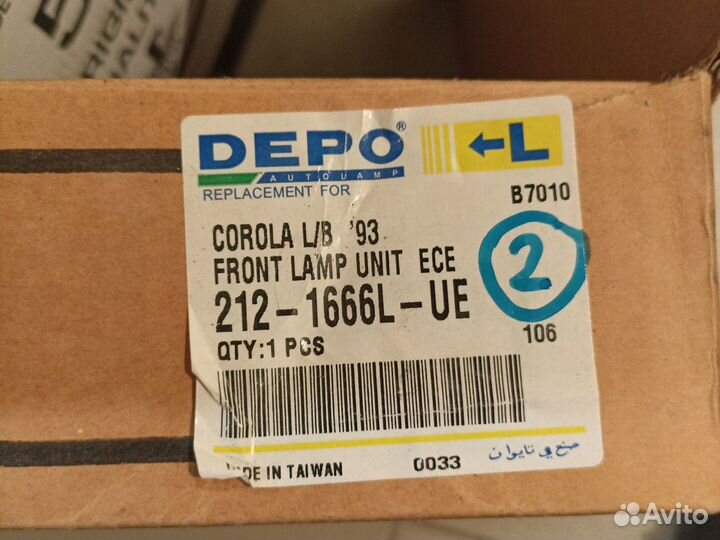 DEPO®
AUTOLAMP
REPLACEMENT FOR
L
B7010
COROLA L/B '93
FRONT LAMP UNIT ECE
212-1666L-UE
2
QTY:1 PCS
106
صنع في تايوان
IN TAIWAN
0033
Avito